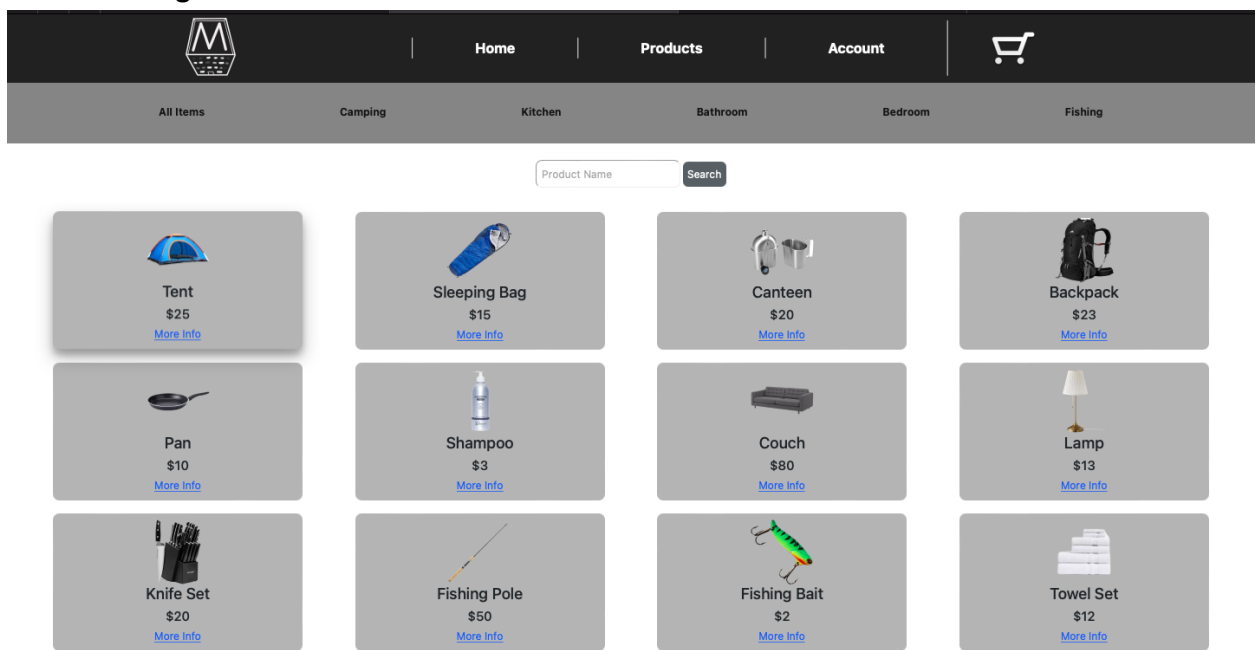 M
Home Products Account
All Items Camping Kitchen Bathroom Bedroom Fishing
Product Name Search
Tent Sleeping Bag Canteen Backpack
$25 $15 $20 $23
More Info More Info More Info More Info
Pan Shampoo Couch Lamp
$10 $3 $80 $13
More Info More Info More Info More Info
Knife Set Fishing Pole Fishing Bait Towel Set
$20 $50 $2 $12
More Info More Info More Info More Info